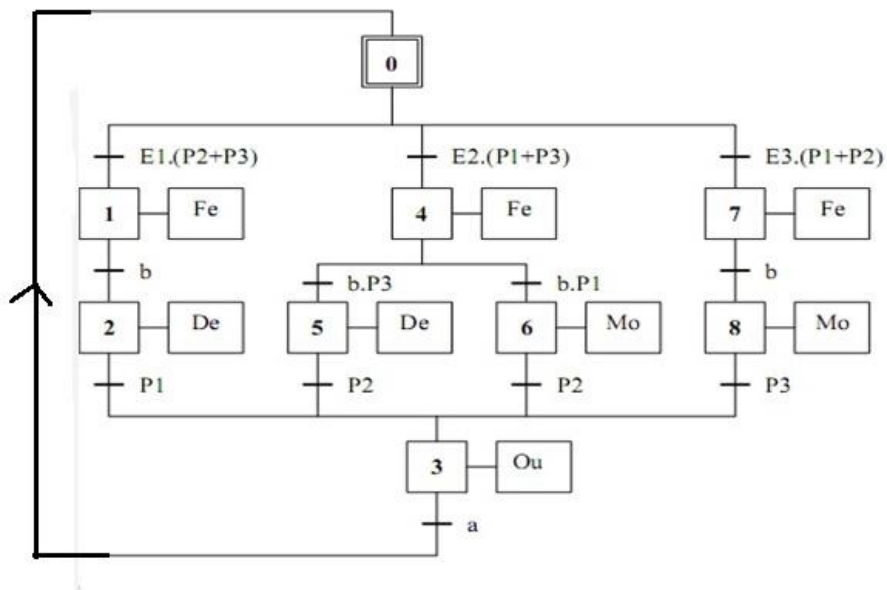 0
E1.(P2+P3) E2.(P1+P3) E3.(P1+P2)
1 Fe 4 Fe 7 Fe
b b.P3 b.P1 b
2 De 5 De 6 Mo 8 Mo
P1 P2 P2 P3
3 Ou
a